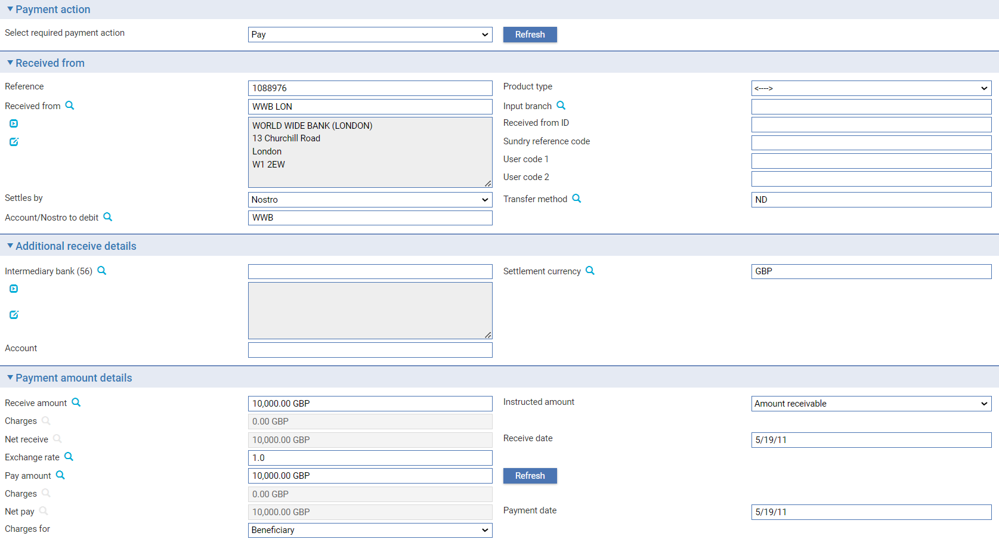 Payment action
Select required payment action Pay Refresh
Received from
Reference 1088976 Product type <---->
Received from WWB LON Input branch
WORLD WIDE BANK (LONDON) Received from ID
13 Churchill Road Sundry reference code
London User code 1
W1 2EW User code 2
Settles by Nostro Transfer method ND
Account/Nostro to debit WWB
Additional receive details
Intermediary bank (56) Settlement currency GBP
Account
Payment amount details
Receive amount 10,000.00 GBP Instructed amount Amount receivable
Charges 0.00 GBP
Net receive 10,000.00 GBP Receive date 5/19/11
Exchange rate 1.0
Pay amount 10,000.00 GBP Refresh
Charges 0.00 GBP
Net pay 10,000.00 GBP Payment date 5/19/11
Charges for Beneficiary